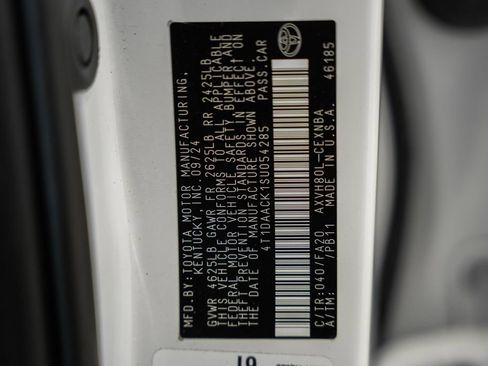 MFD.BY:TOYOTA MOTOR MANUFACTURING,
KENTUCKY, INC 09/24
GVWR 4625LB GAWR FR 2625LB RR 2425LB
THIS VEHICLE CONFORMS TO ALL APPLICABLE
FEDERAL MOTOR VEHICLE SAFETY, BUMPER AND
THEFT PREVENTION STANDARDS IN EFFECT ON
THE DATE OF MANUFACTURE SHOWN ABOVE.
4T1DAACK1SU054285 PASS.CAR
C/TR:040/FA20 AXVH80L-CEXNBA
A/TM: /PB11 MADE IN U.S.A.
46185